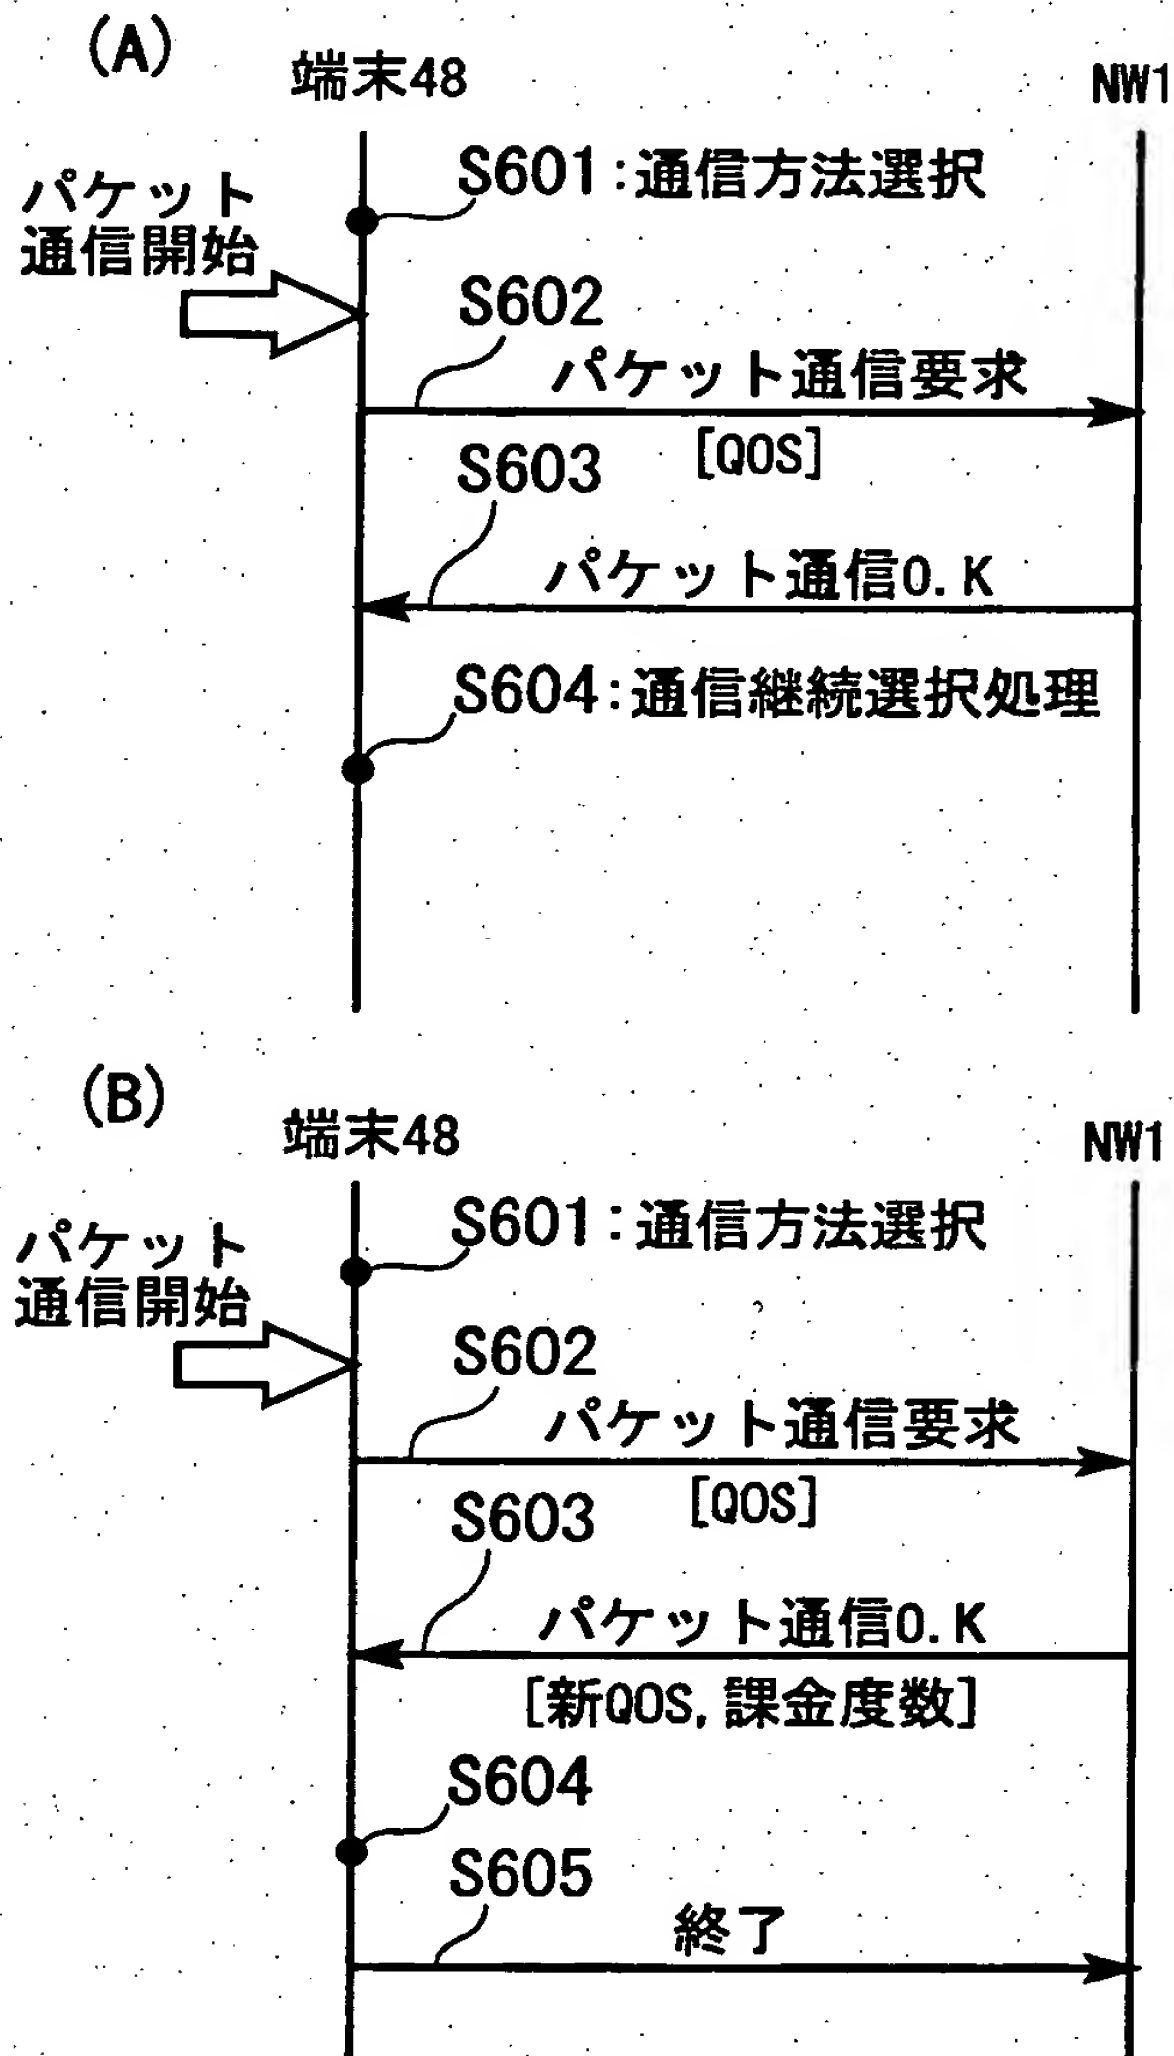 (A)
端末48
NW1
S601:通信方法選択
パケット
通信開始
S602
パケット通信要求
[QOS]
S603
パケット通信O.K
S604:通信継続選択処理
(B)
端末48
NW1
S601:通信方法選択
パケット
通信開始
S602
パケット通信要求
[QOS]
S603
パケット通信O.K
[新QOS,課金度数]
S604
S605
終了